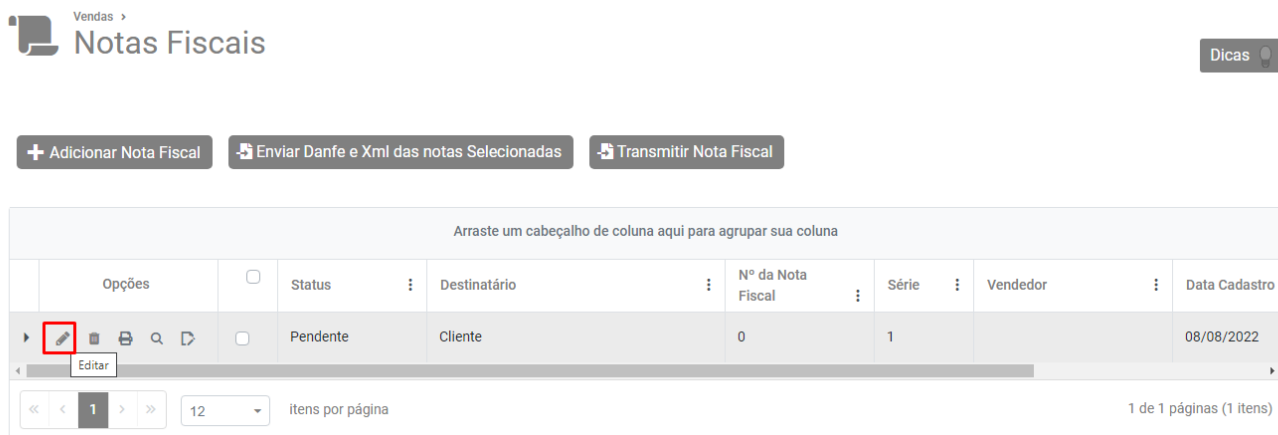 Vendas ›
Notas Fiscais
Dicas
Adicionar Nota Fiscal
Enviar Danfe e Xml das notas Selecionadas
Transmitir Nota Fiscal
Arraste um cabeçalho de coluna aqui para agrupar sua coluna
Opções Status Destinatário Nº da Nota Fiscal Série Vendedor Data Cadastro
Pendente Cliente 0 1 08/08/2022
Editar
« ‹ 1 › » 12 itens por página 1 de 1 páginas (1 itens)